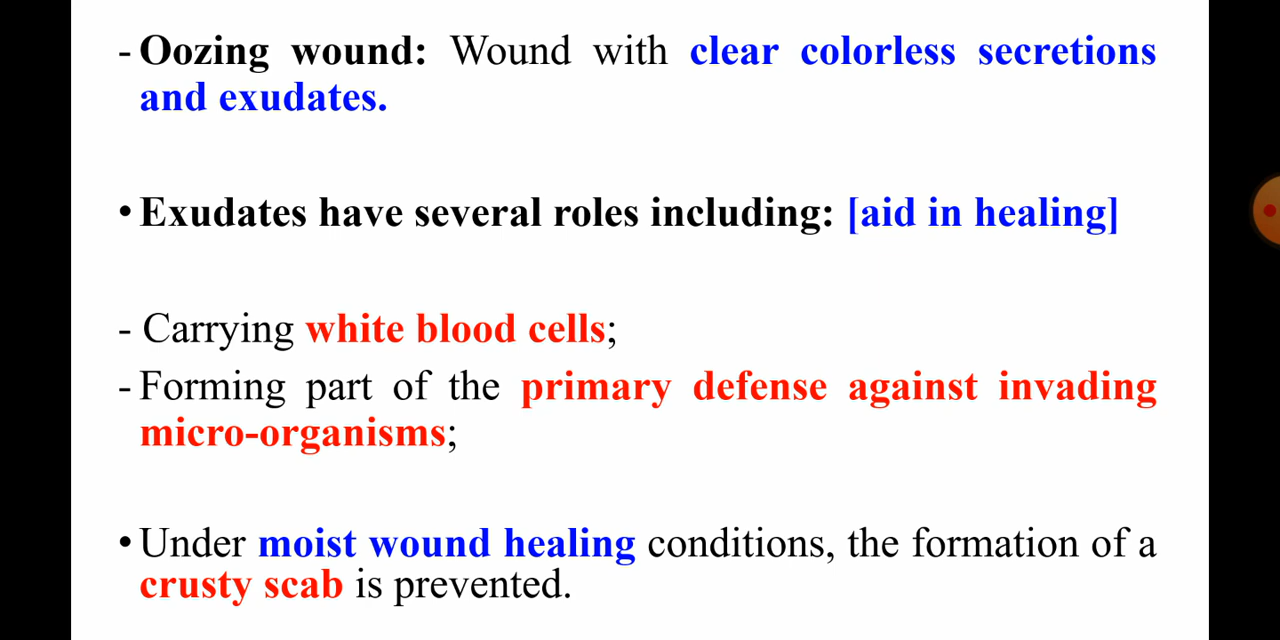 - Oozing wound: Wound with clear colorless secretions
and exudates.
• Exudates have several roles including: [aid in healing]
- Carrying white blood cells;
- Forming part of the primary defense against invading
micro-organisms;
• Under moist wound healing conditions, the formation of a
crusty scab is prevented.